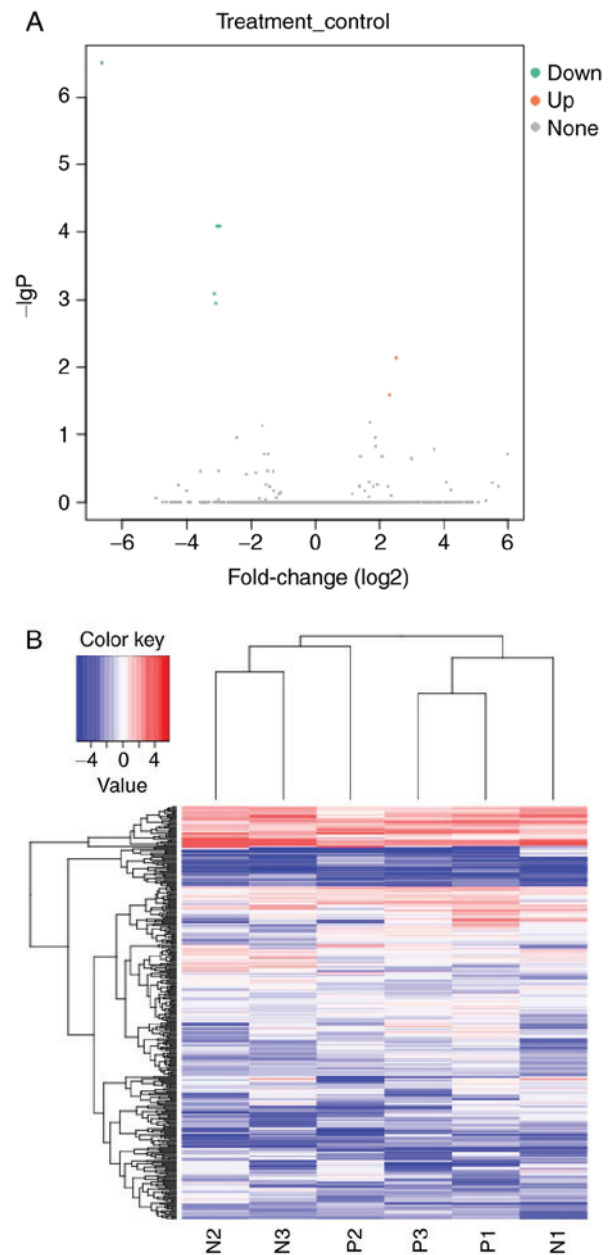 A
Treatment_control
Down
Up
None
6
5
4
3
2
1
0
−lgP
−6 −4 −2 0 2 4 6
Fold-change (log2)
B
Color key
−4 0 4
Value
N2 N3 P2 P3 P1 N1